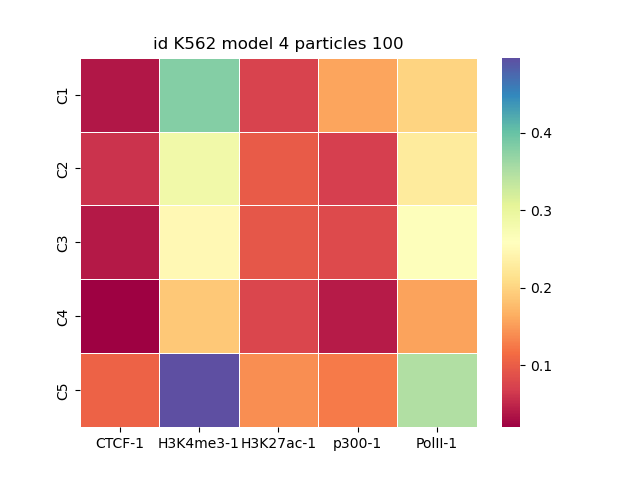 id K562 model 4 particles 100
C1
C2
C3
C4
C5
CTCF-1 H3K4me3-1 H3K27ac-1 p300-1 PolII-1
0.4
0.3
0.2
0.1